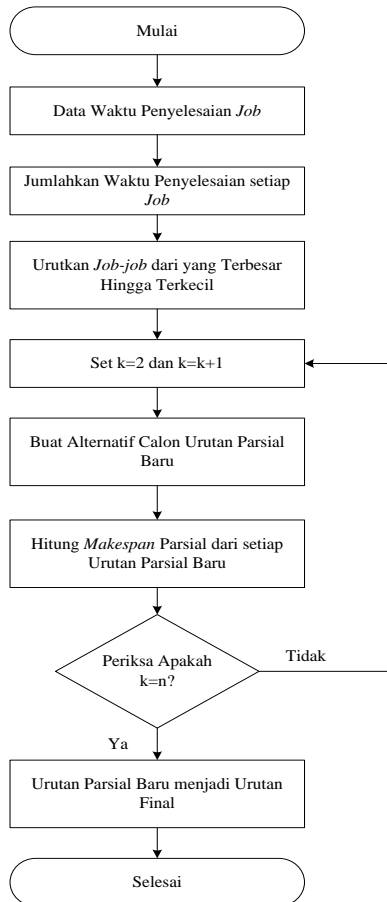 Mulai
Data Waktu Penyelesaian Job
Jumlahkan Waktu Penyelesaian setiap
Job
Urutkan Job-job dari yang Terbesar
Hingga Terkecil
Set k=2 dan k=k+1
Buat Alternatif Calon Urutan Parsial
Baru
Hitung Makespan Parsial dari setiap
Urutan Parsial Baru
Periksa Apakah
k=n?
Tidak
Ya
Urutan Parsial Baru menjadi Urutan
Final
Selesai